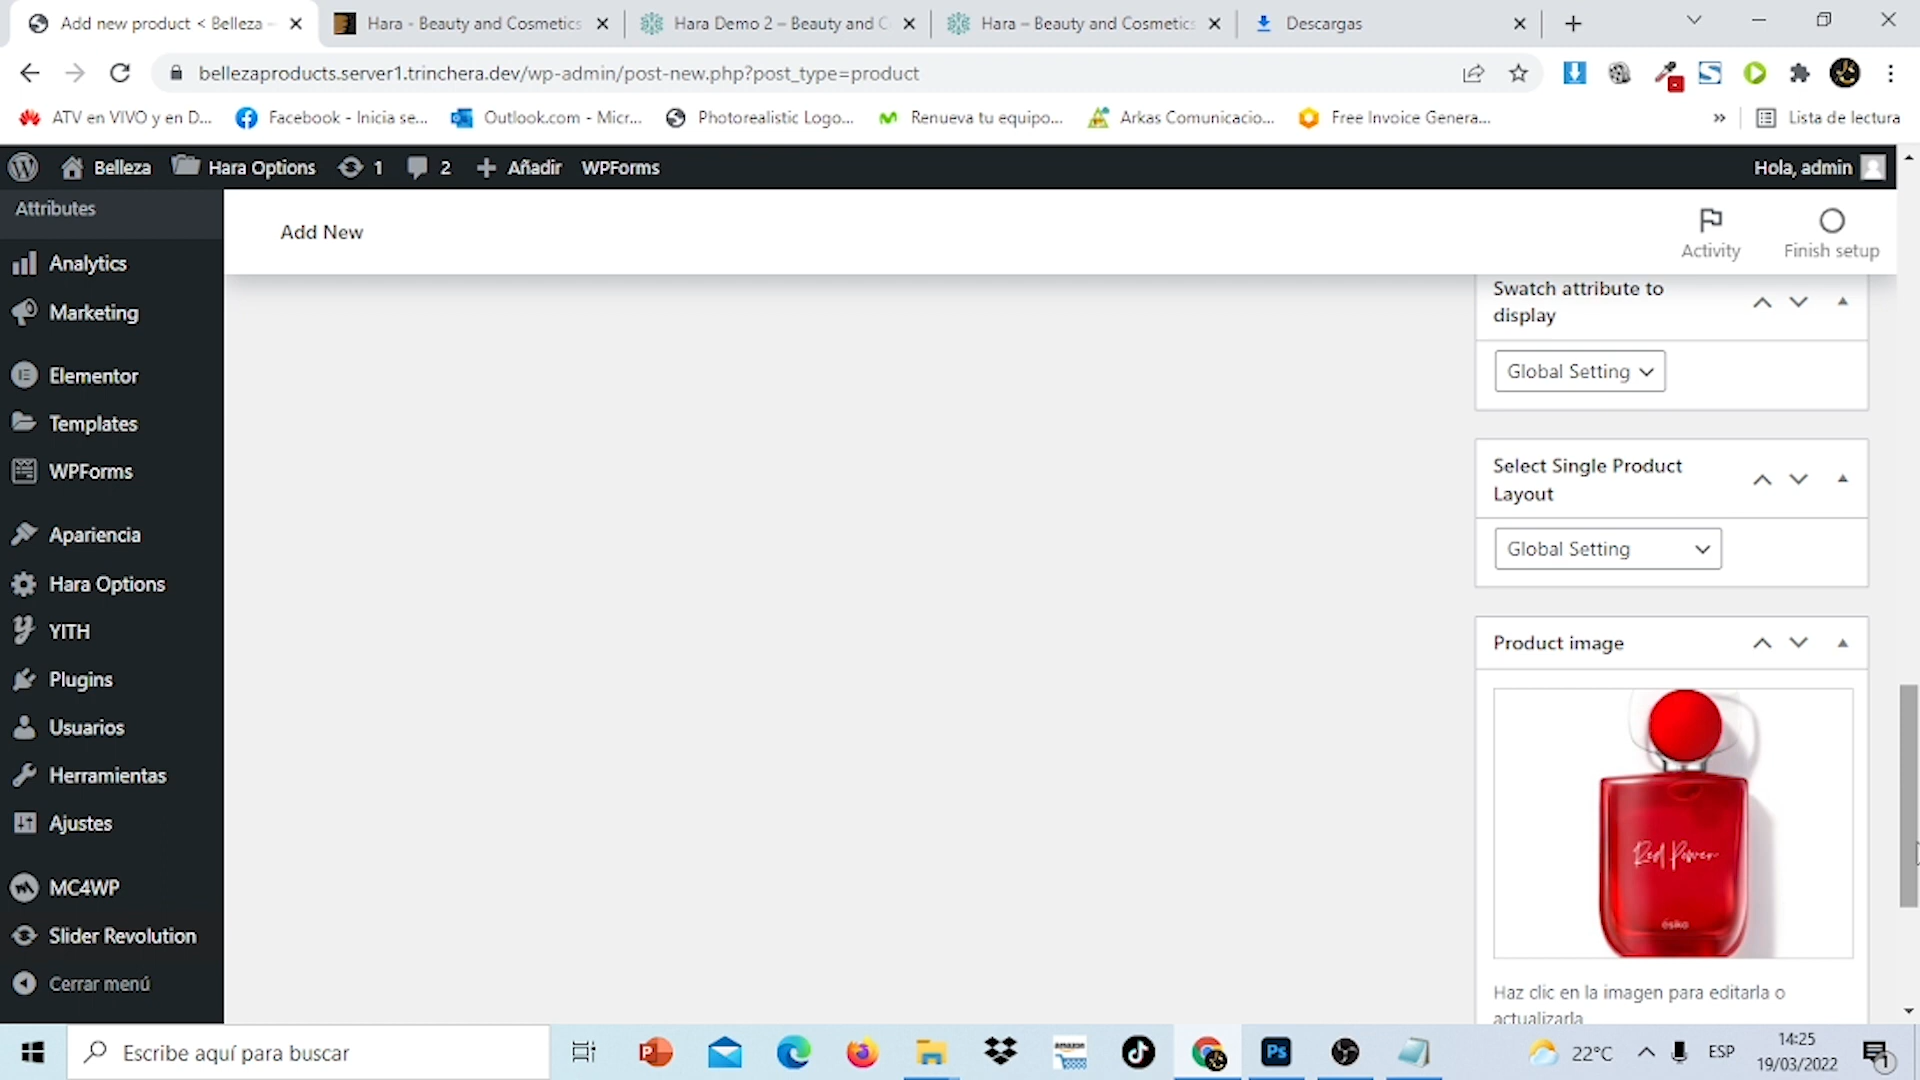 Add new product < Belleza –
Hara - Beauty and Cosmetics
Hara Demo 2 – Beauty and C
Hara – Beauty and Cosmetics
Descargas
bellezaproducts.server1.trinchera.dev/wp-admin/post-new.php?post_type=product
ATV en VIVO y en D...
Facebook - Inicia se...
Outlook.com - Micr...
Photorealistic Logo...
Renueva tu equipo...
Arkas Comunicacio...
Free Invoice Genera...
»
Lista de lectura
Belleza
Hara Options
1
2
Añadir
WPForms
Hola, admin
Attributes
Analytics
Marketing
Elementor
Templates
WPForms
Apariencia
Hara Options
YITH
Plugins
Usuarios
Herramientas
Ajustes
MC4WP
Slider Revolution
Cerrar menú
Add New
Activity
Finish setup
Swatch attribute to
display
Global Setting
Select Single Product
Layout
Global Setting
Product image
Red Power
ésika
Haz clic en la imagen para editarla o
actualizarla
Escribe aquí para buscar
amazon
Ps
22°C
ESP
14:25
19/03/2022
1